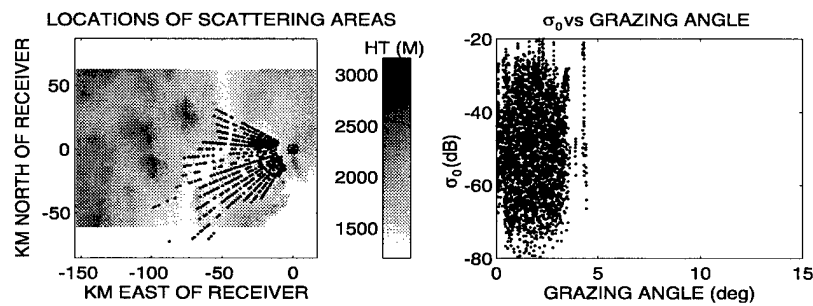 LOCATIONS OF SCATTERING AREAS
HT (M)
KM NORTH OF RECEIVER
50
0
-50
-150
-100
-50
0
KM EAST OF RECEIVER
3000
2500
2000
1500
σ₀vs GRAZING ANGLE
σ₀(dB)
-20
-40
-60
-80
0
5
10
15
GRAZING ANGLE (deg)